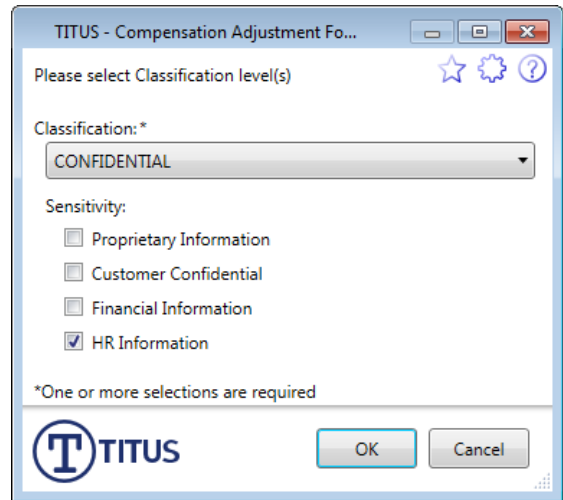 TITUS - Compensation Adjustment Fo...
Please select Classification level(s)
Classification:*
CONFIDENTIAL
Sensitivity:
Proprietary Information
Customer Confidential
Financial Information
HR Information
*One or more selections are required
TITUS
OK
Cancel